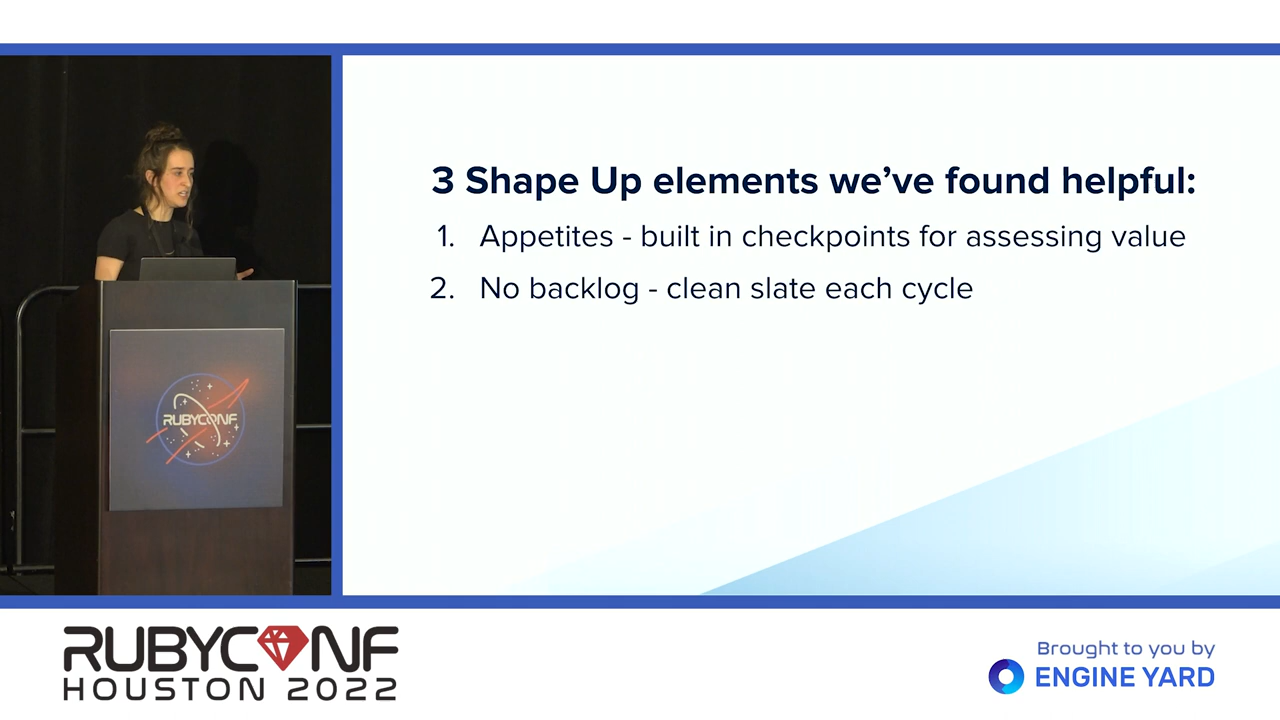 3 Shape Up elements we’ve found helpful:
1. Appetites - built in checkpoints for assessing value
2. No backlog - clean slate each cycle
RUBYCONF
RUBYCONF
HOUSTON 2022
Brought to you by
ENGINE YARD